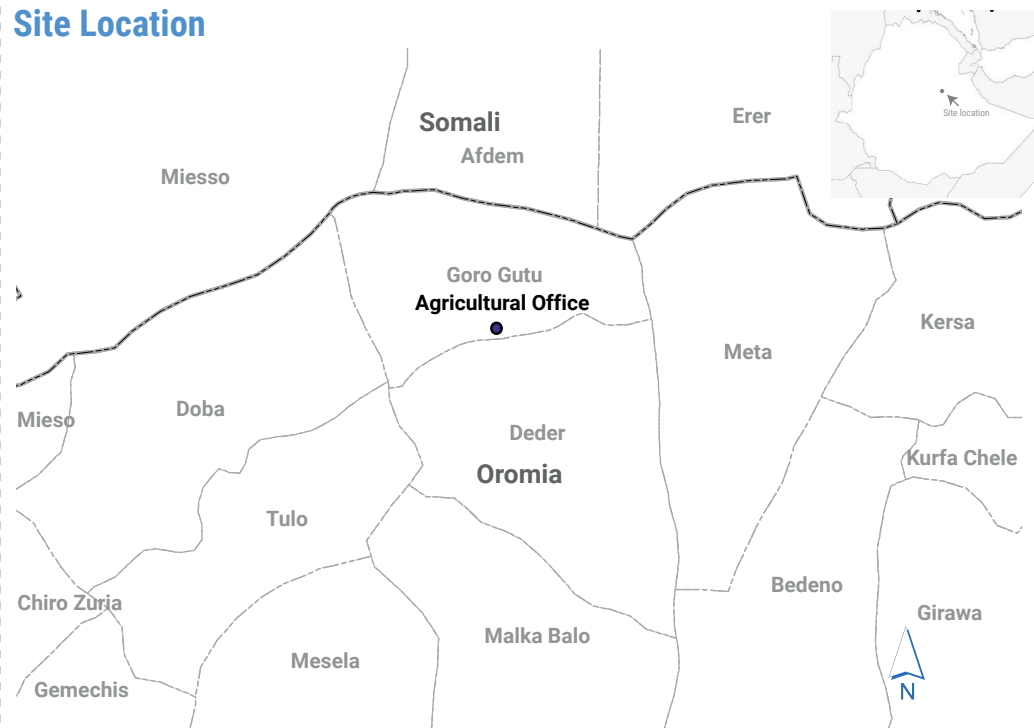 Site Location
Somali
Afdem
Erer
Miesso
Site location
Goro Gutu
Agricultural Office
Kersa
Meta
Mieso
Doba
Deder
Oromia
Kurfa Chele
Tulo
Chiro Zuria
Bedeno
Girawa
Malka Balo
Mesela
Gemechis
N